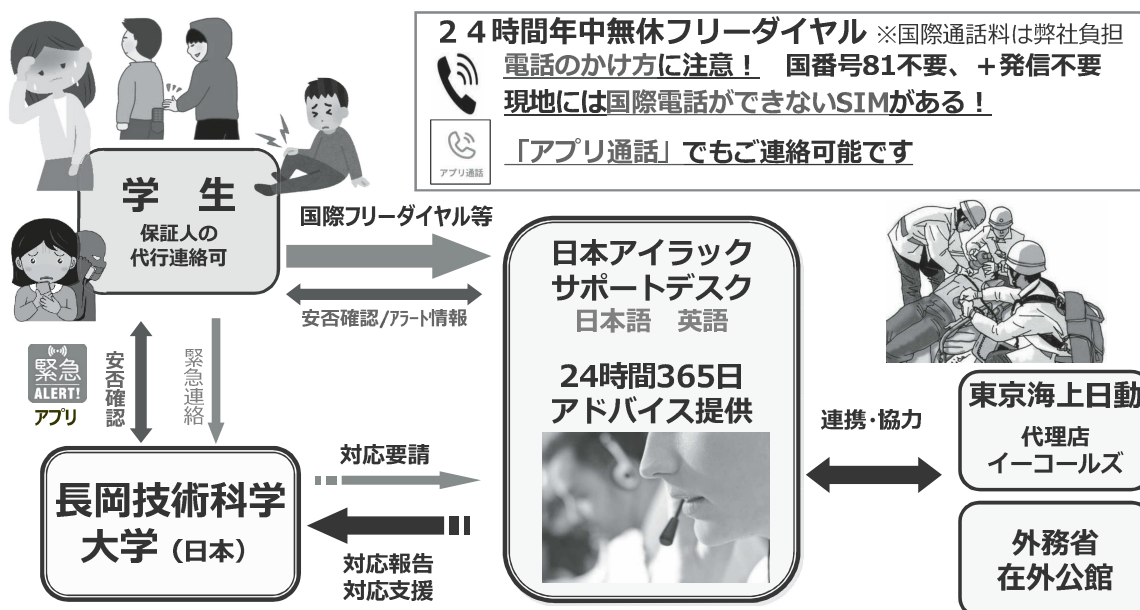 ２４時間年中無休フリーダイヤル ※国際通話料は弊社負担
電話のかけ方に注意！ 国番号81不要、＋発信不要
現地には国際電話ができないSIMがある！
アプリ通話
「アプリ通話」でもご連絡可能です
学 生
保証人の
代行連絡可
国際フリーダイヤル等
安否確認/アラート情報
日本アイラック
サポートデスク
日本語 英語
24時間365日
アドバイス提供
緊急
ALERT!
アプリ
安否確認
緊急連絡
長岡技術科学
大学（日本）
対応要請
対応報告
対応支援
連携・協力
東京海上日動
代理店
イーコールズ
外務省
在外公館